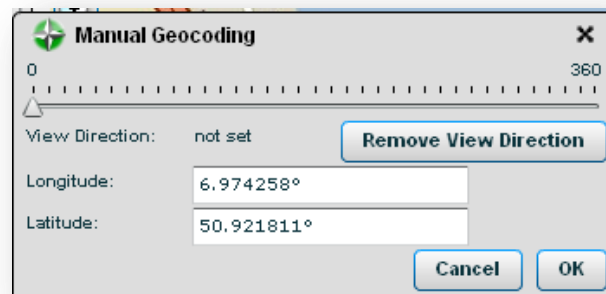 Manual Geocoding
0 360
View Direction: not set Remove View Direction
Longitude: 6.974258°
Latitude: 50.921811°
Cancel OK